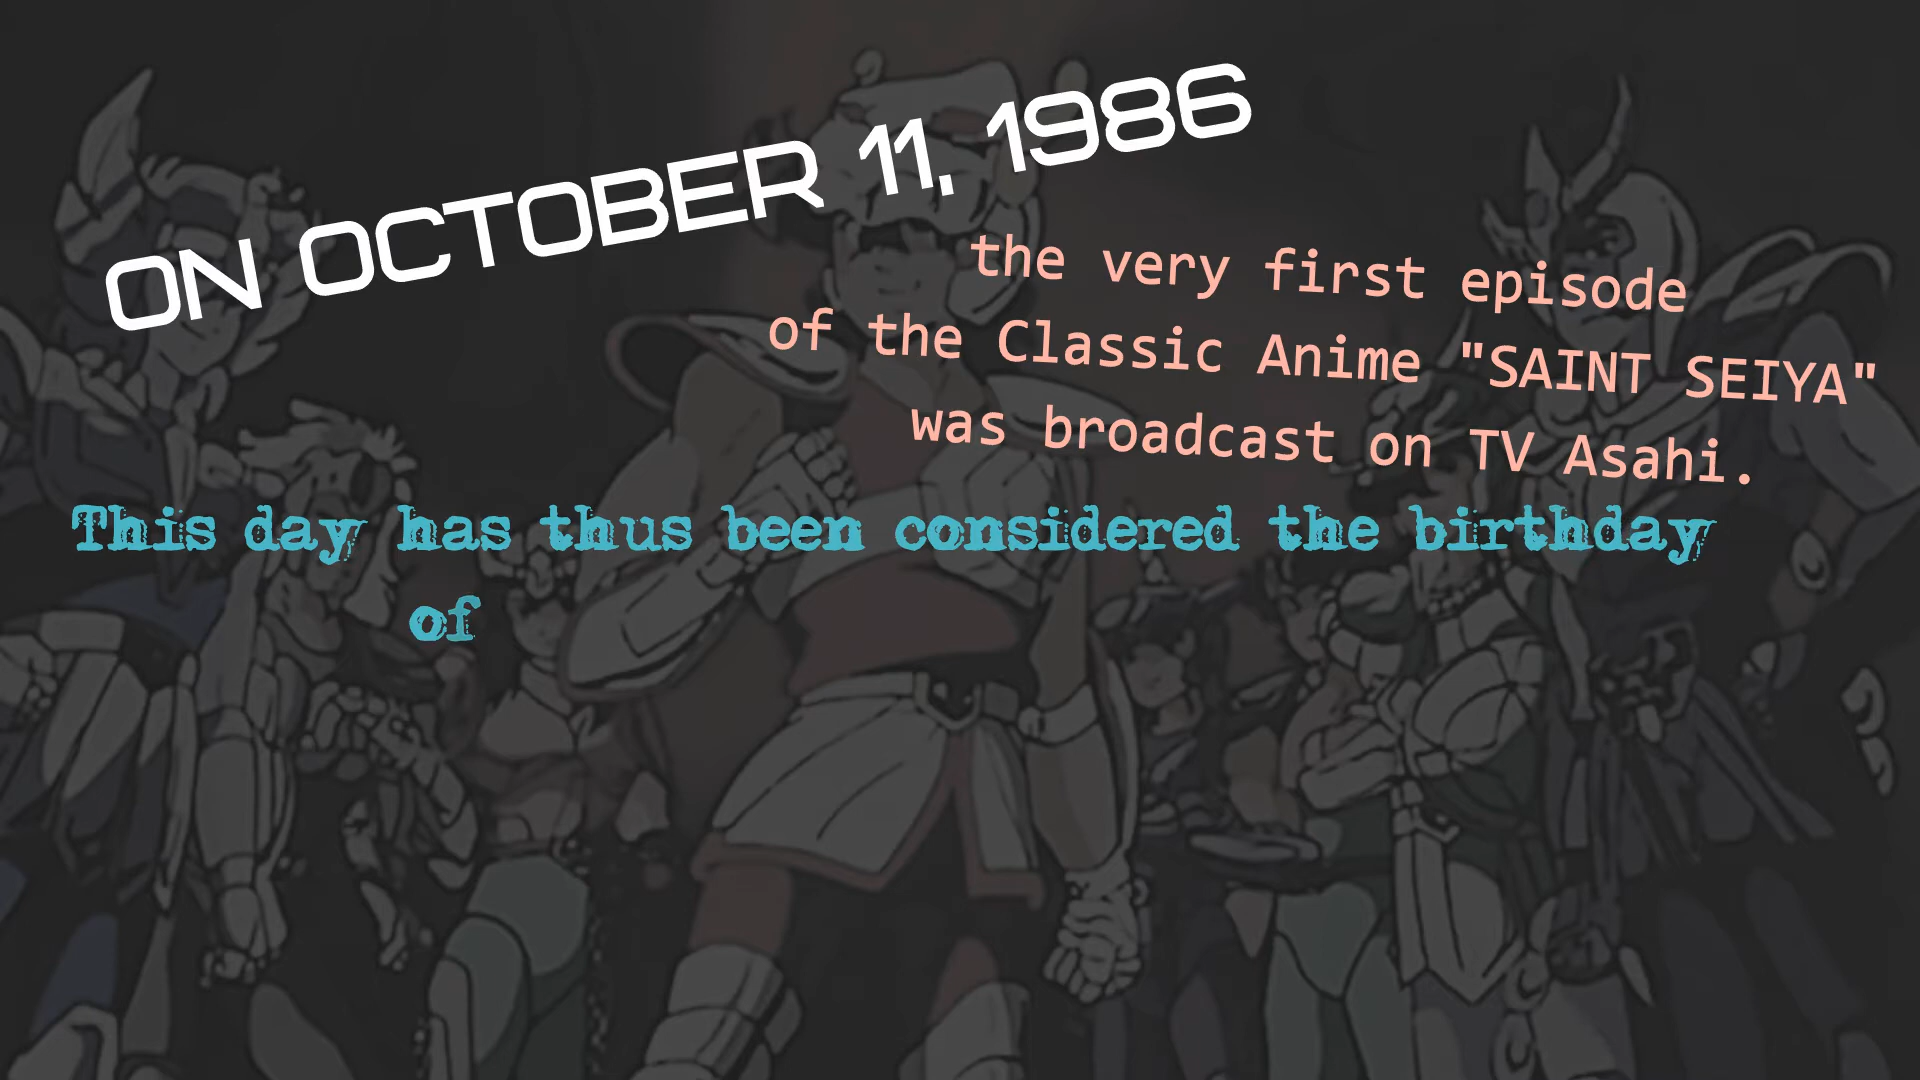 ON OCTOBER 11, 1986
the very first episode
of the Classic Anime "SAINT SEIYA"
was broadcast on TV Asahi.
This day has thus been considered the birthday
of